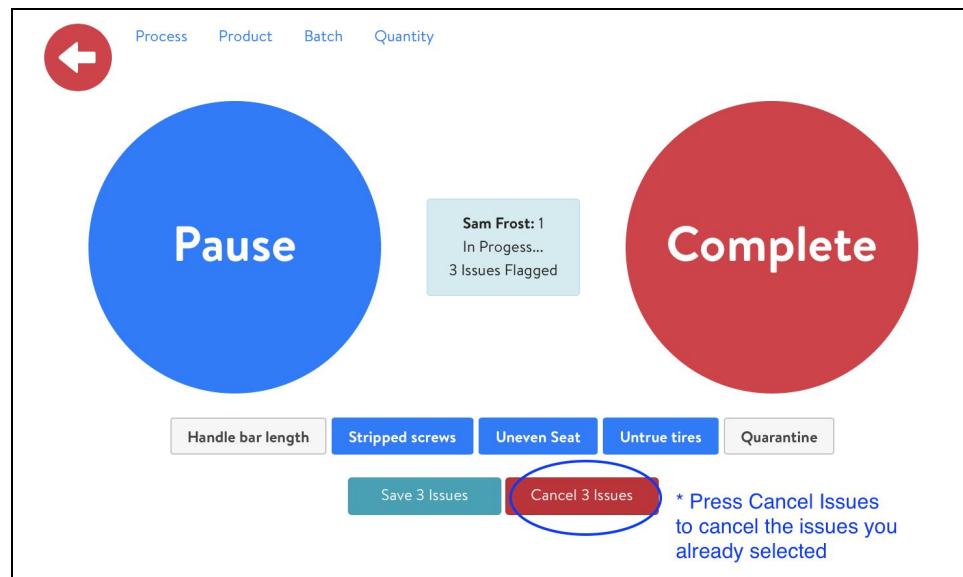 Process Product Batch Quantity
Pause
Sam Frost: 1
In Progess...
3 Issues Flagged
Complete
Handle bar length Stripped screws Uneven Seat Untrue tires Quarantine
Save 3 Issues Cancel 3 Issues
* Press Cancel Issues
to cancel the issues you
already selected